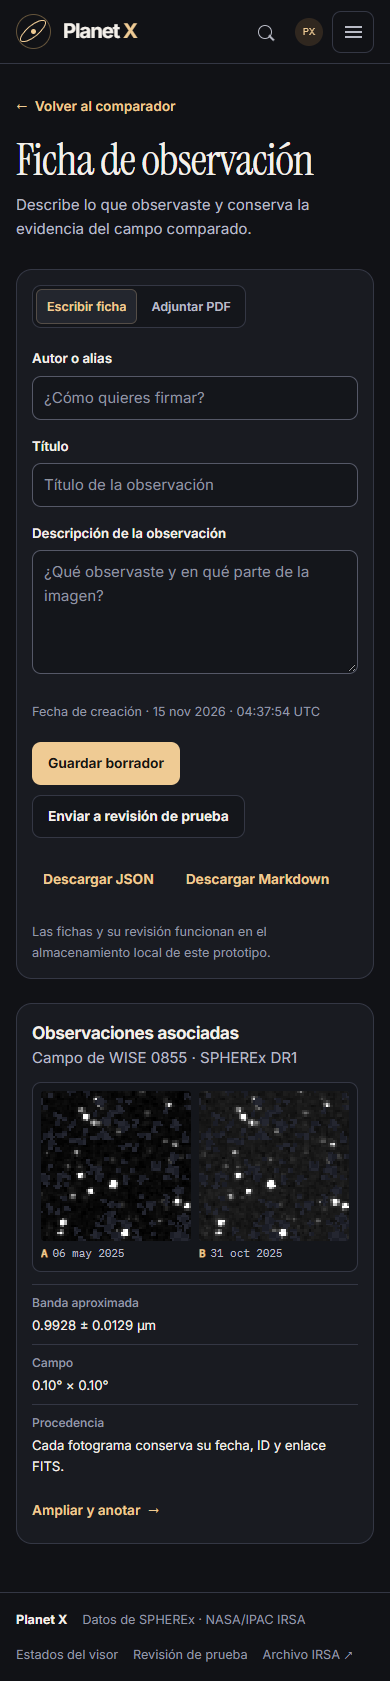 Planet X
PX
← Volver al comparador
Ficha de observación
Describe lo que observaste y conserva la
evidencia del campo comparado.
Escribir ficha
Adjuntar PDF
Autor o alias
¿Cómo quieres firmar?
Título
Título de la observación
Descripción de la observación
¿Qué observaste y en qué parte de la
imagen?
Fecha de creación · 15 nov 2026 · 04:37:54 UTC
Guardar borrador
Enviar a revisión de prueba
Descargar JSON
Descargar Markdown
Las fichas y su revisión funcionan en el
almacenamiento local de este prototipo.
Observaciones asociadas
Campo de WISE 0855 · SPHEREx DR1
A 06 may 2025
B 31 oct 2025
Banda aproximada
0.9928 ± 0.0129 µm
Campo
0.10° × 0.10°
Procedencia
Cada fotograma conserva su fecha, ID y enlace
FITS.
Ampliar y anotar →
Planet X Datos de SPHEREx · NASA/IPAC IRSA
Estados del visor Revisión de prueba Archivo IRSA ↗